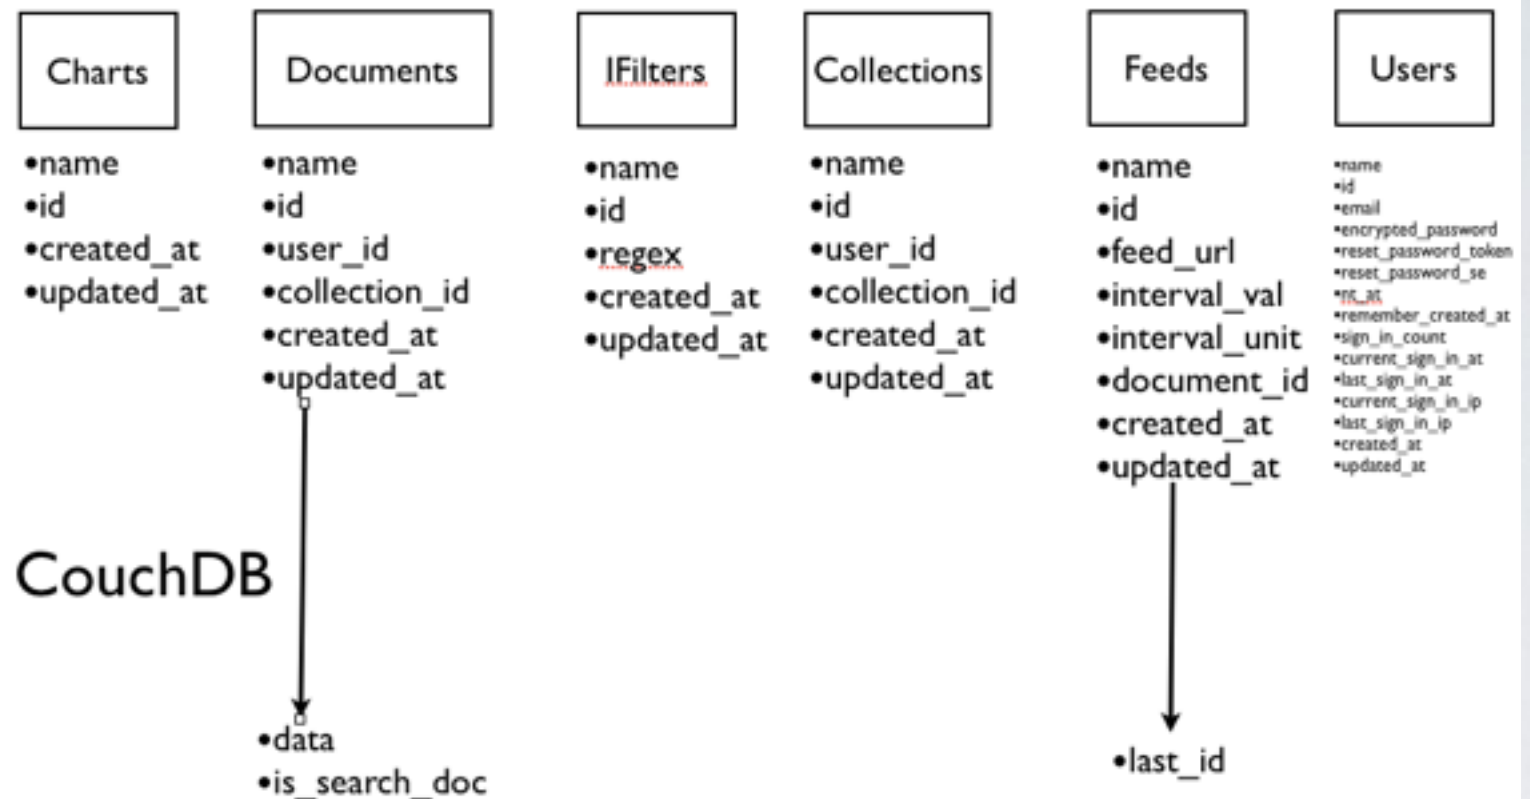 Charts
•name
•id
•created_at
•updated_at
Documents
•name
•id
•user_id
•collection_id
•created_at
•updated_at
IFilters
•name
•id
•regex
•created_at
•updated_at
Collections
•name
•id
•user_id
•collection_id
•created_at
•updated_at
Feeds
•name
•id
•feed_url
•interval_val
•interval_unit
•document_id
•created_at
•updated_at
Users
•name
•id
•email
•encrypted_password
•reset_password_token
•reset_password_se
•nt_at
•remember_created_at
•sign_in_count
•current_sign_in_at
•last_sign_in_at
•current_sign_in_ip
•last_sign_in_ip
•created_at
•updated_at
CouchDB
•data
•is_search_doc
•last_id